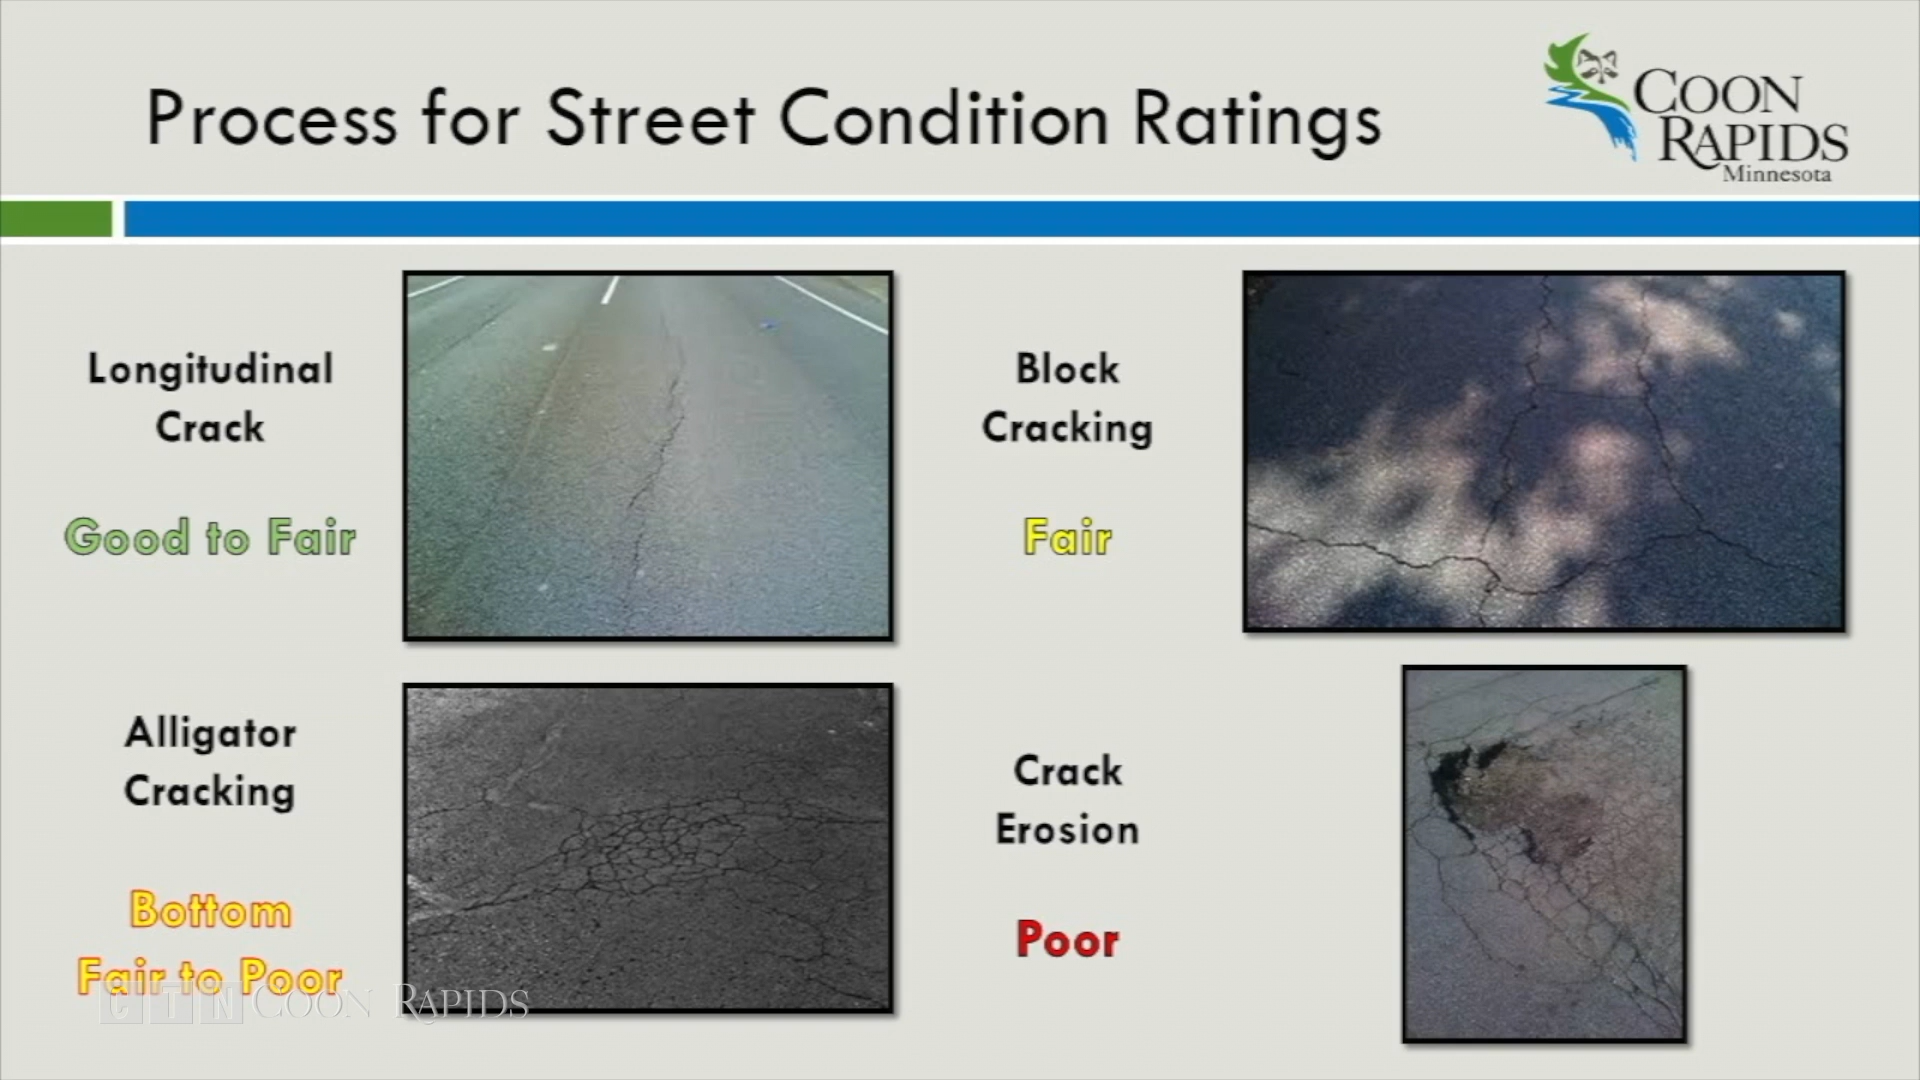 Process for Street Condition Ratings
COON
RAPIDS
Minnesota
Longitudinal
Crack
Good to Fair
Block
Cracking
Fair
Alligator
Cracking
Bottom
Fair to Poor
Crack
Erosion
Poor
CTN COON RAPIDS